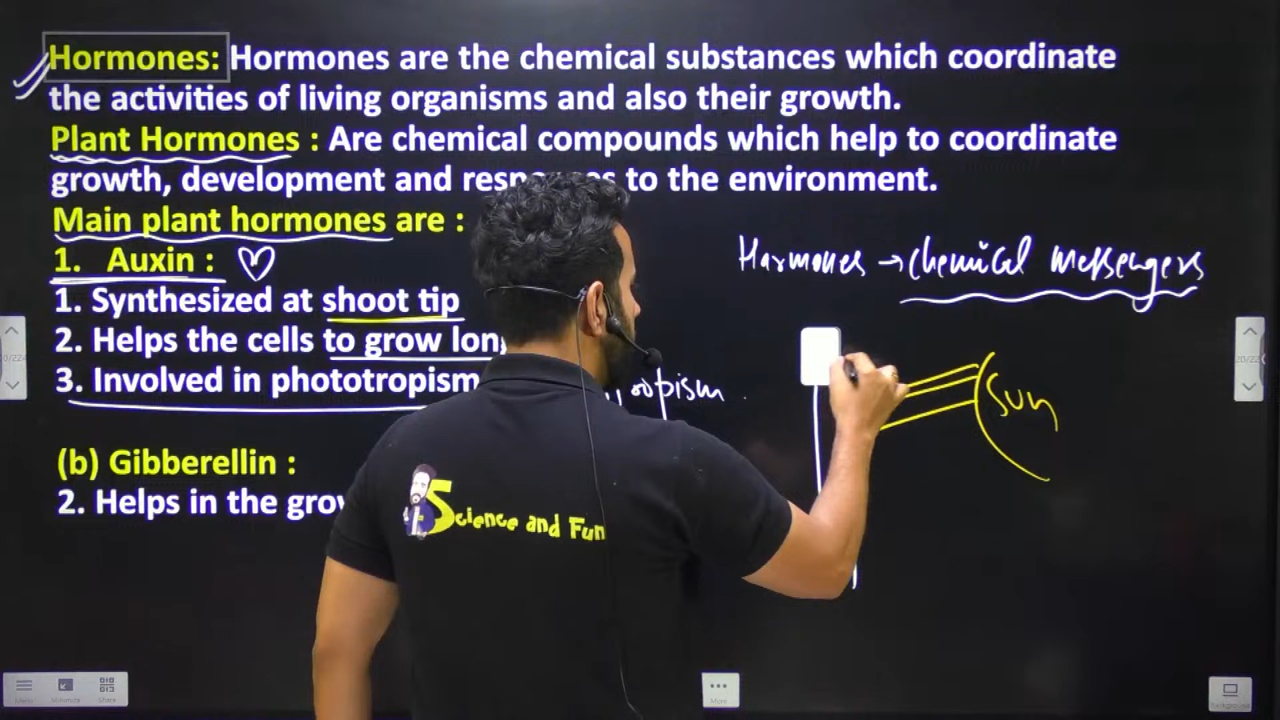 Hormones: Hormones are the chemical substances which coordinate
the activities of living organisms and also their growth.
Plant Hormones : Are chemical compounds which help to coordinate
growth, development and to the environment.
Main plant hormones are :
1. Auxin :
Hormones → chemical messengers
1. Synthesized at shoot tip
2. Helps the cells to grow
3. Involved in phototropism
Sun
(b) Gibberellin :
2. Helps in the
Science and Fun
More
Share